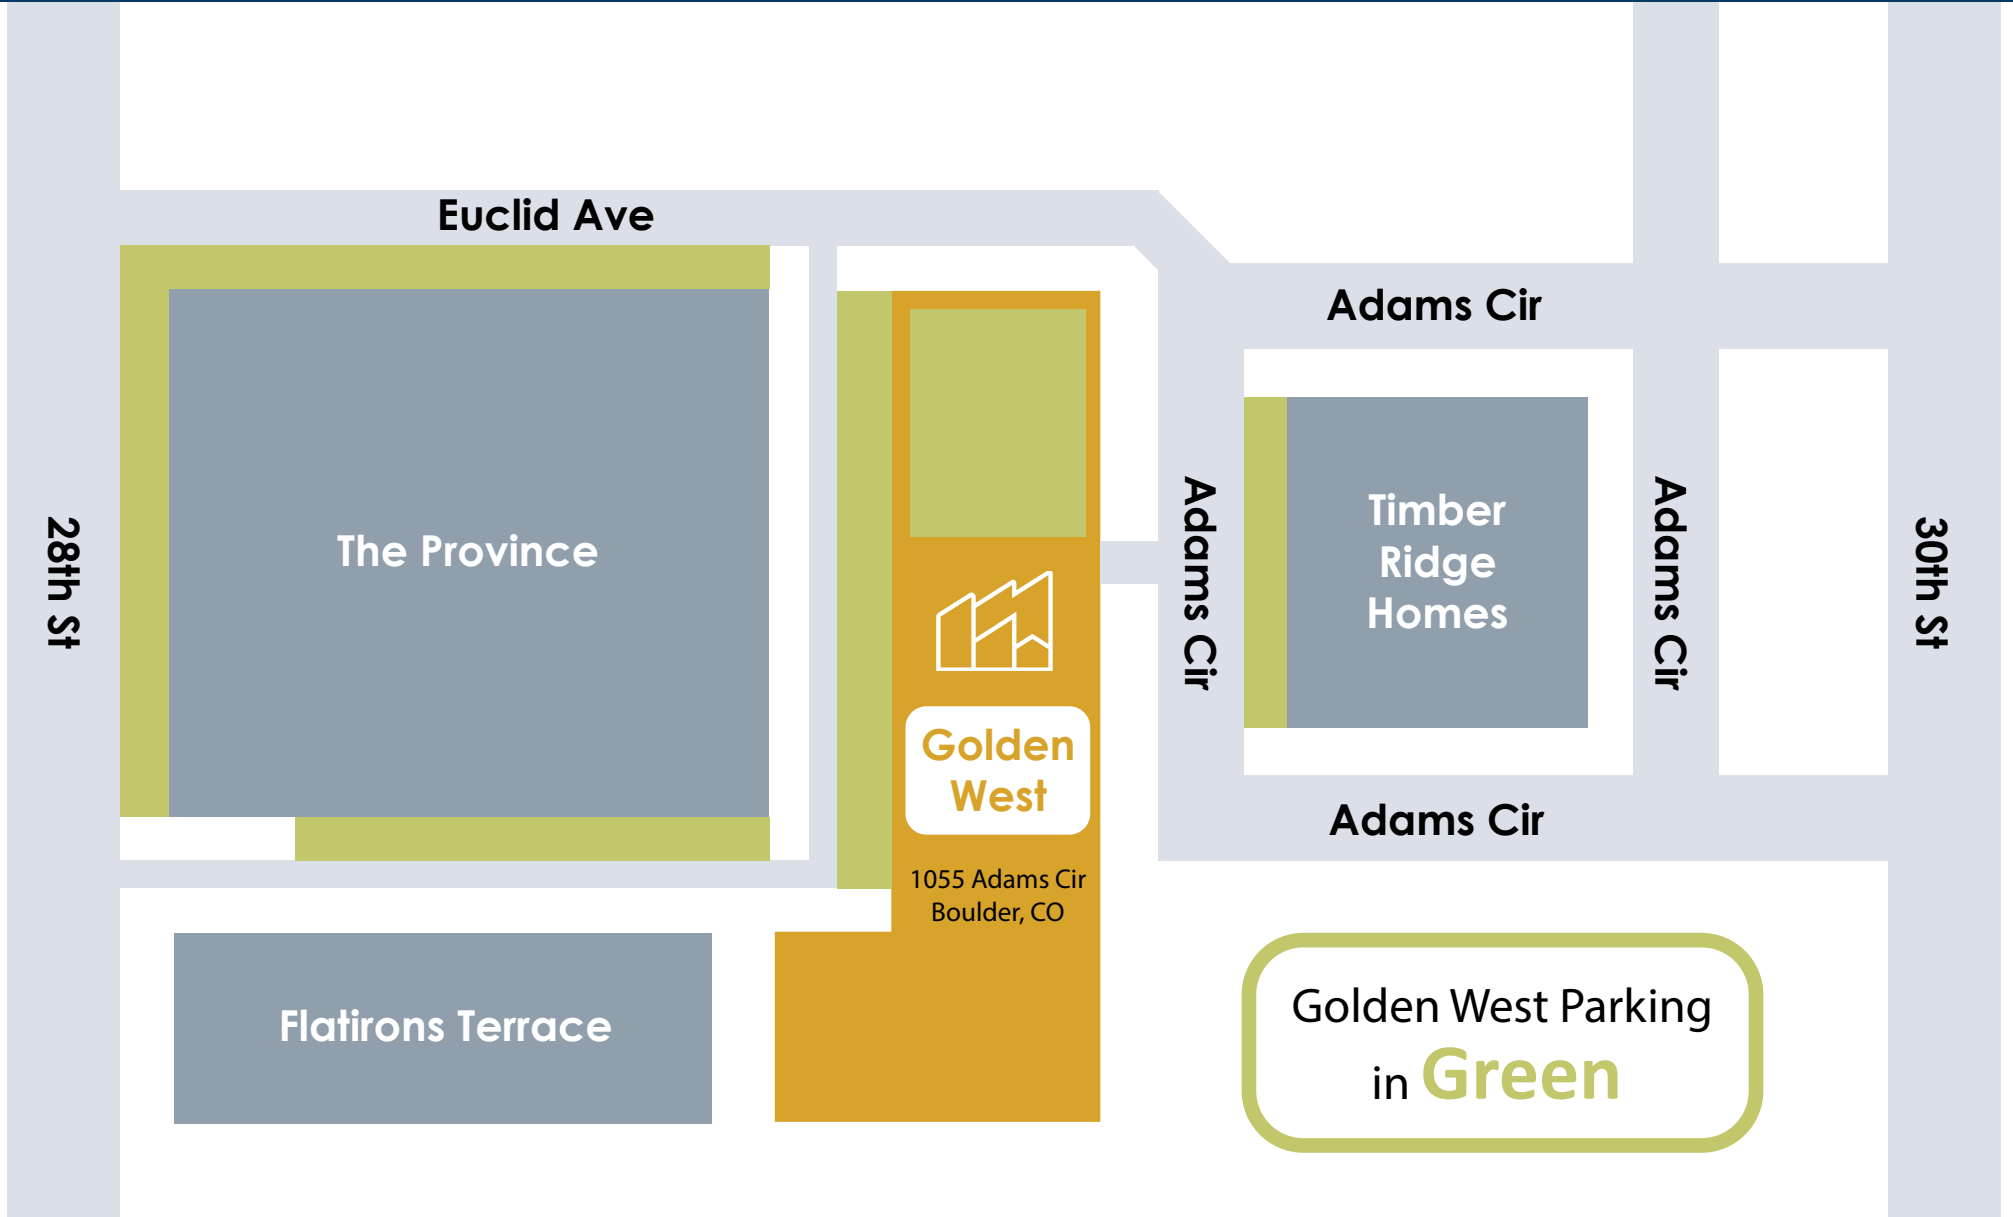 Euclid Ave
Adams Cir
28th St
The Province
Adams Cir
Timber
Ridge
Homes
Adams Cir
30th St
Golden
West
Adams Cir
1055 Adams Cir
Boulder, CO
Flatirons Terrace
Golden West Parking
in Green